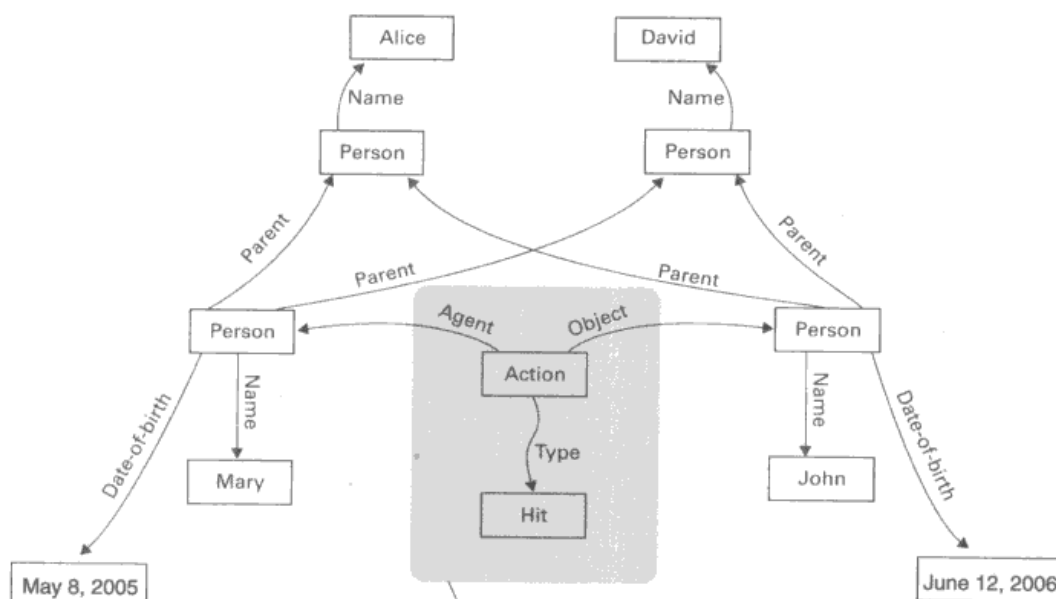 Alice
David
Name
Name
Person
Person
Parent
Parent
Parent
Parent
Agent
Object
Person
Person
Action
Name
Name
Date-of-birth
Date-of-birth
Type
Mary
John
Hit
May 8, 2005
June 12, 2006